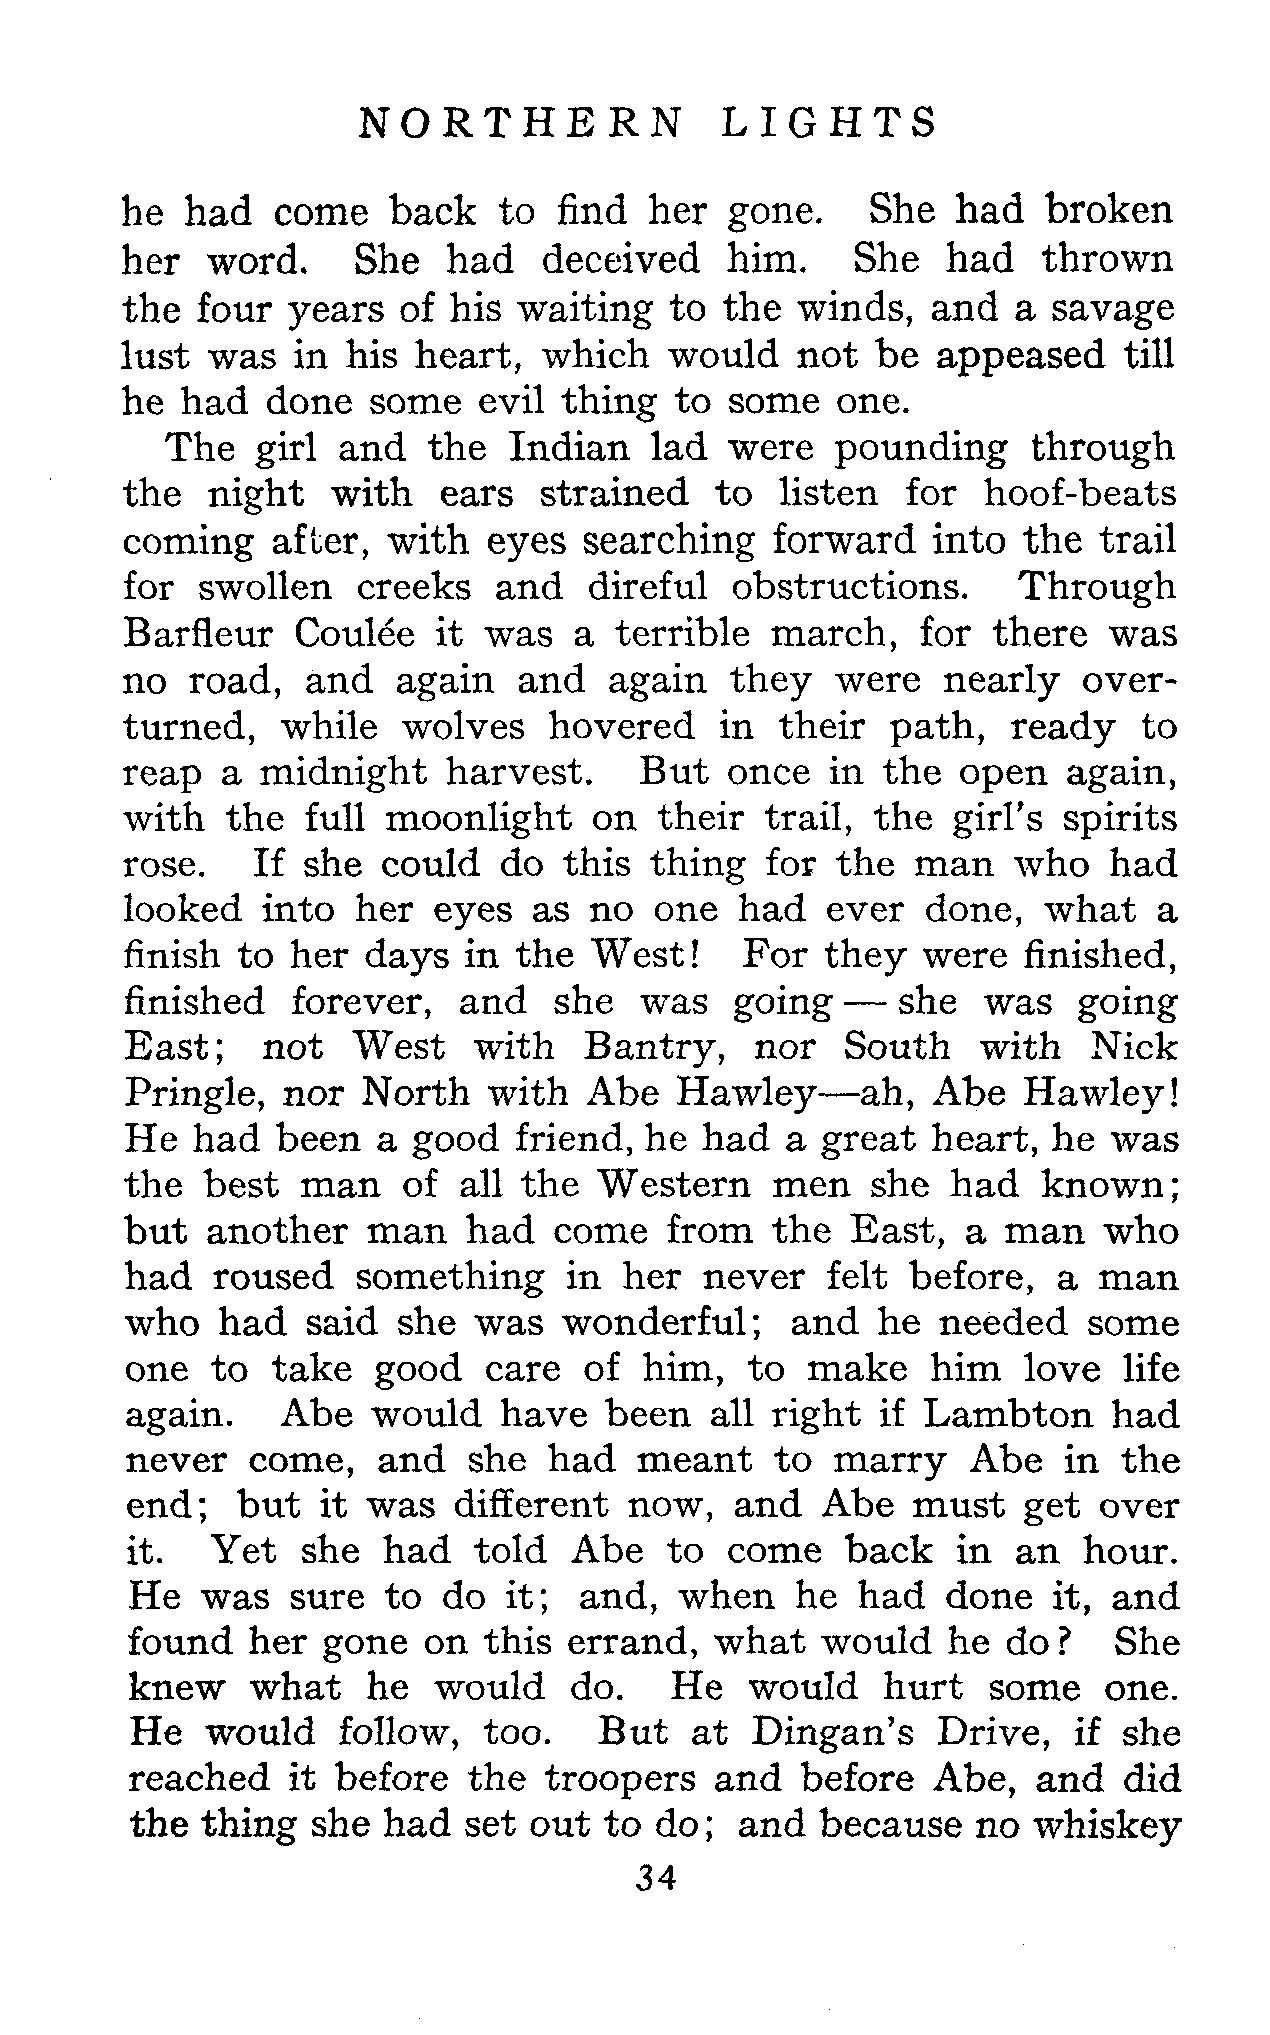 NORTHERN LIGHTS
he had come back to find her gone. She had broken
her word. She had deceived him. She had thrown
the four years of his waiting to the winds, and a savage
lust was in his heart, which would not be appeased till
he had done some evil thing to some one.
The girl and the Indian lad were pounding through
the night with ears strained to listen for hoof-beats
coming after, with eyes searching forward into the trail
for swollen creeks and direful obstructions. Through
Barfleur Coulée it was a terrible march, for there was
no road, and again and again they were nearly over-
turned, while wolves hovered in their path, ready to
reap a midnight harvest. But once in the open again,
with the full moonlight on their trail, the girl's spirits
rose. If she could do this thing for the man who had
looked into her eyes as no one had ever done, what a
finish to her days in the West! For they were finished,
finished forever, and she was going — she was going
East; not West with Bantry, nor South with Nick
Pringle, nor North with Abe Hawley—ah, Abe Hawley!
He had been a good friend, he had a great heart, he was
the best man of all the Western men she had known;
but another man had come from the East, a man who
had roused something in her never felt before, a man
who had said she was wonderful; and he needed some
one to take good care of him, to make him love life
again. Abe would have been all right if Lambton had
never come, and she had meant to marry Abe in the
end; but it was different now, and Abe must get over
it. Yet she had told Abe to come back in an hour.
He was sure to do it; and, when he had done it, and
found her gone on this errand, what would he do? She
knew what he would do. He would hurt some one.
He would follow, too. But at Dingan's Drive, if she
reached it before the troopers and before Abe, and did
the thing she had set out to do; and because no whiskey
34